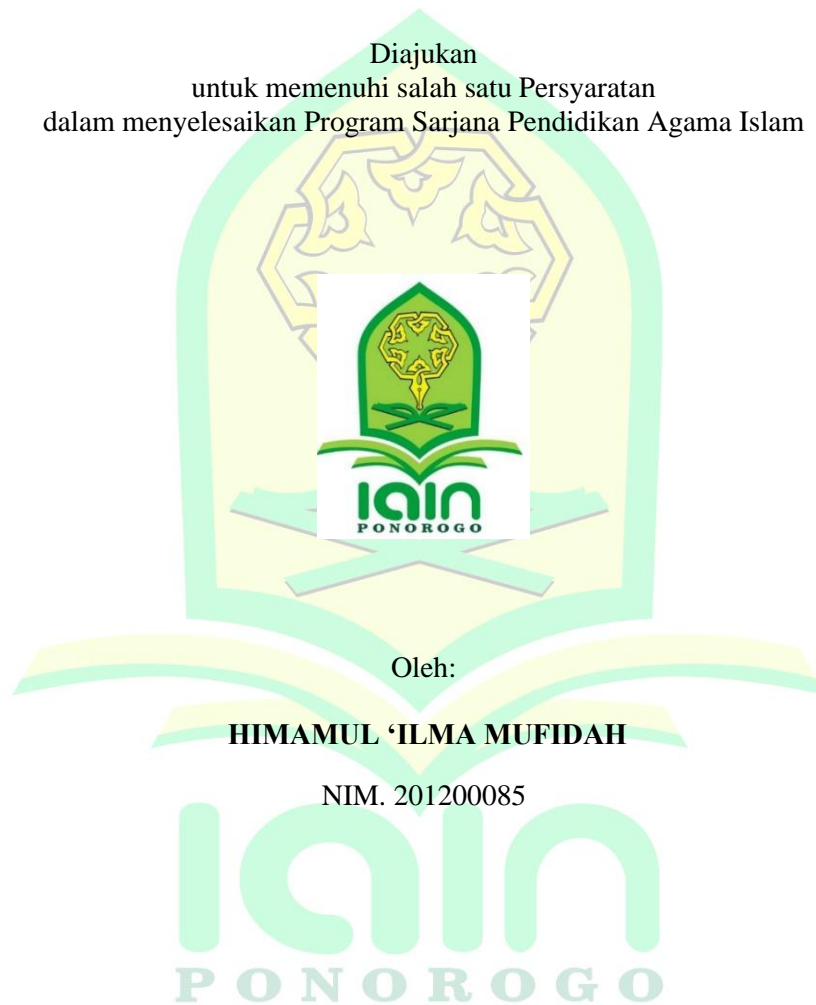 Diajukan
untuk memenuhi salah satu Persyaratan
dalam menyelesaikan Program Sarjana Pendidikan Agama Islam
iain
PONOROGO
Oleh:
HIMAMUL ‘ILMA MUFIDAH
NIM. 201200085
iain
PONOROGO